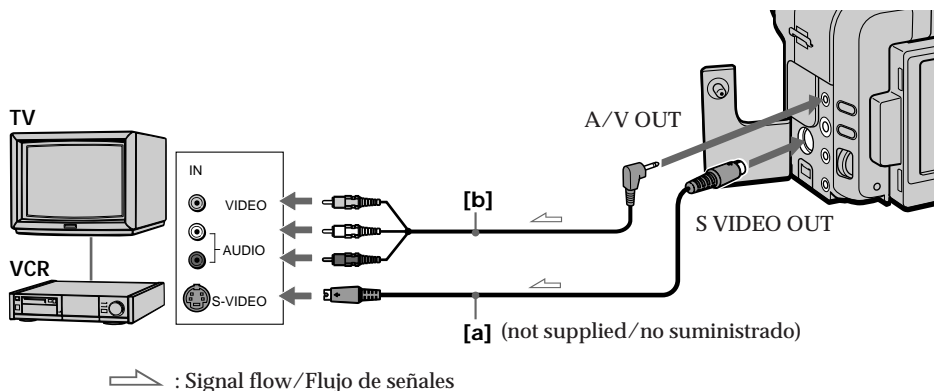 TV
A/V OUT
IN
VIDEO
[b]
AUDIO
S VIDEO OUT
VCR
S-VIDEO
[a] (not supplied/no suministrado)
: Signal flow/Flujo de señales